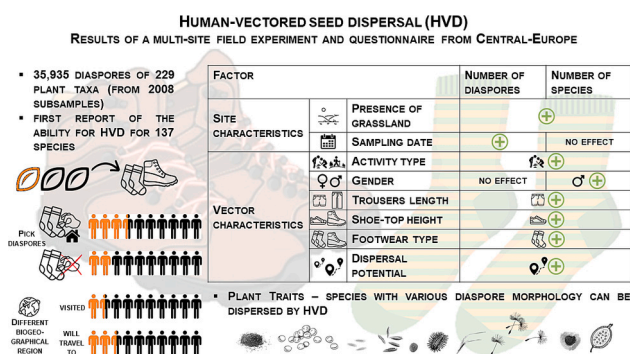 HUMAN-VECTORED SEED DISPERSAL (HVD)
RESULTS OF A MULTI-SITE FIELD EXPERIMENT AND QUESTIONNAIRE FROM CENTRAL-EUROPE
▪ 35,935 DIASPORES OF 229
PLANT TAXA (FROM 2008
SUBSAMPLES)
▪ FIRST REPORT OF THE
ABILITY FOR HVD FOR 137
SPECIES
PICK
DIASPORES
DIFFERENT
BIOGEO-
GRAPHICAL
REGION
VISITED
WILL
TRAVEL
TO
FACTOR
NUMBER OF
DIASPORES
NUMBER OF
SPECIES
SITE
CHARACTERISTICS
PRESENCE OF
GRASSLAND
SAMPLING DATE
NO EFFECT
VECTOR
CHARACTERISTICS
ACTIVITY TYPE
GENDER
NO EFFECT
TROUSERS LENGTH
SHOE-TOP HEIGHT
FOOTWEAR TYPE
DISPERSAL
POTENTIAL
▪ PLANT TRAITS – SPECIES WITH VARIOUS DIASPORE MORPHOLOGY CAN BE
DISPERSED BY HVD